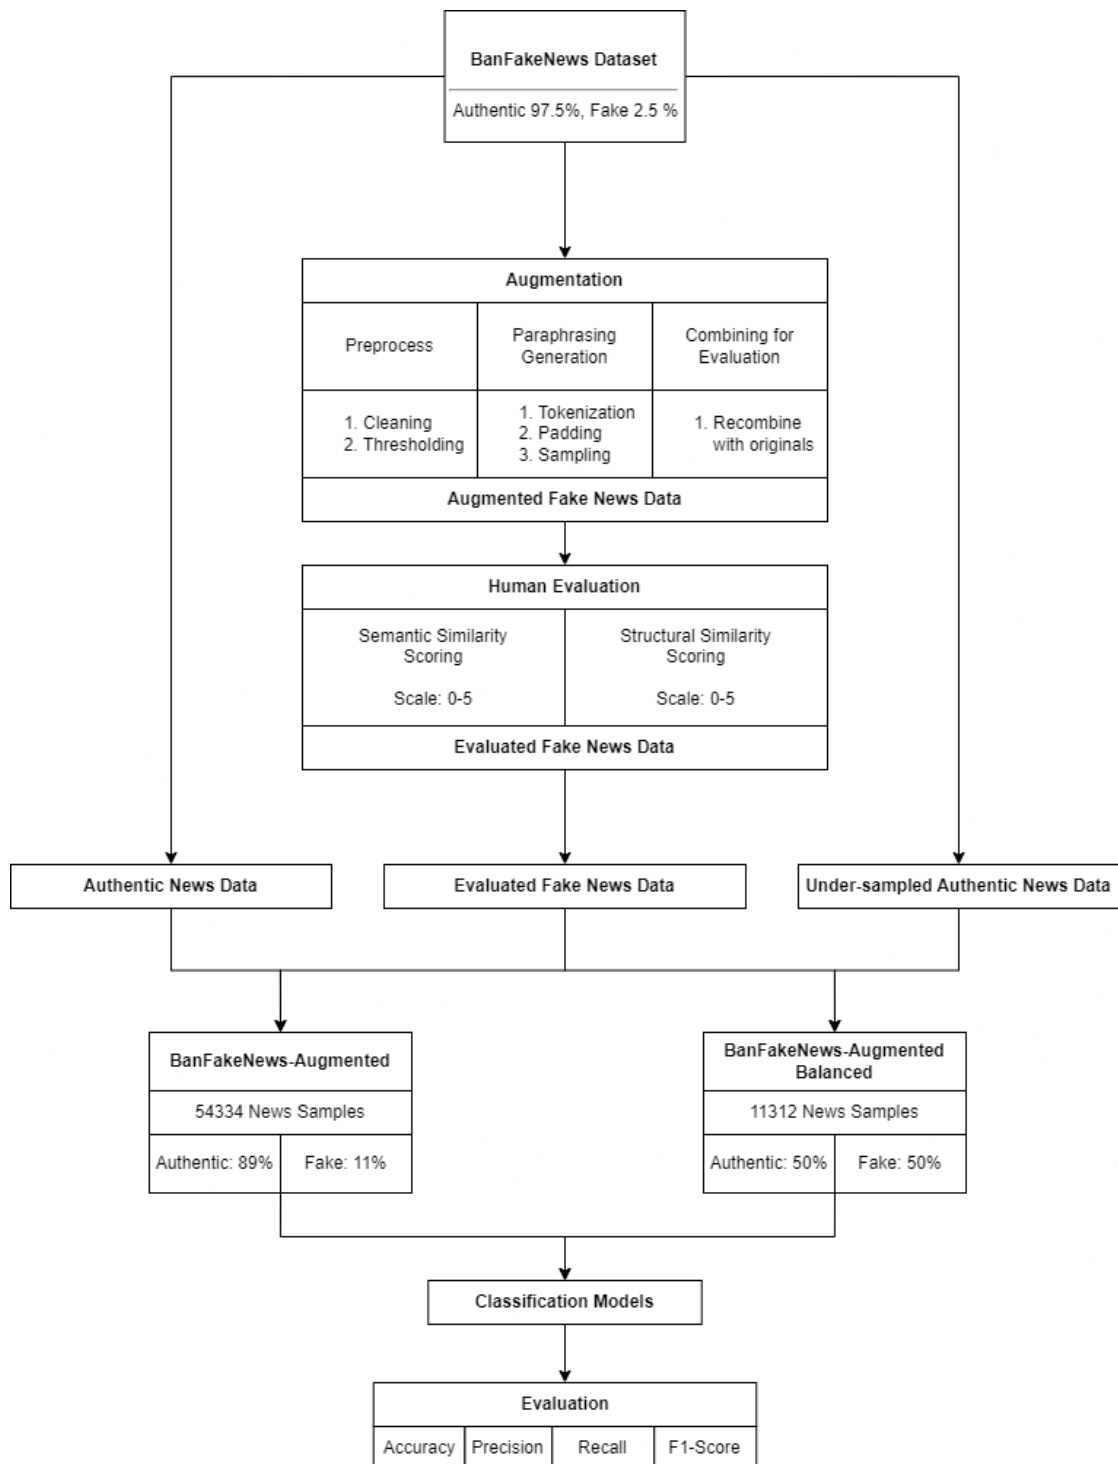 BanFakeNews Dataset
Authentic 97.5%, Fake 2.5 %
Augmentation
Preprocess
Paraphrasing
Generation
Combining for
Evaluation
1. Cleaning
2. Thresholding
1. Tokenization
2. Padding
3. Sampling
1. Recombine
with originals
Augmented Fake News Data
Human Evaluation
Semantic Similarity
Scoring
Scale: 0-5
Structural Similarity
Scoring
Scale: 0-5
Evaluated Fake News Data
Authentic News Data
Evaluated Fake News Data
Under-sampled Authentic News Data
BanFakeNews-Augmented
54334 News Samples
Authentic: 89%
Fake: 11%
BanFakeNews-Augmented
Balanced
11312 News Samples
Authentic: 50%
Fake: 50%
Classification Models
Evaluation
Accuracy
Precision
Recall
F1-Score